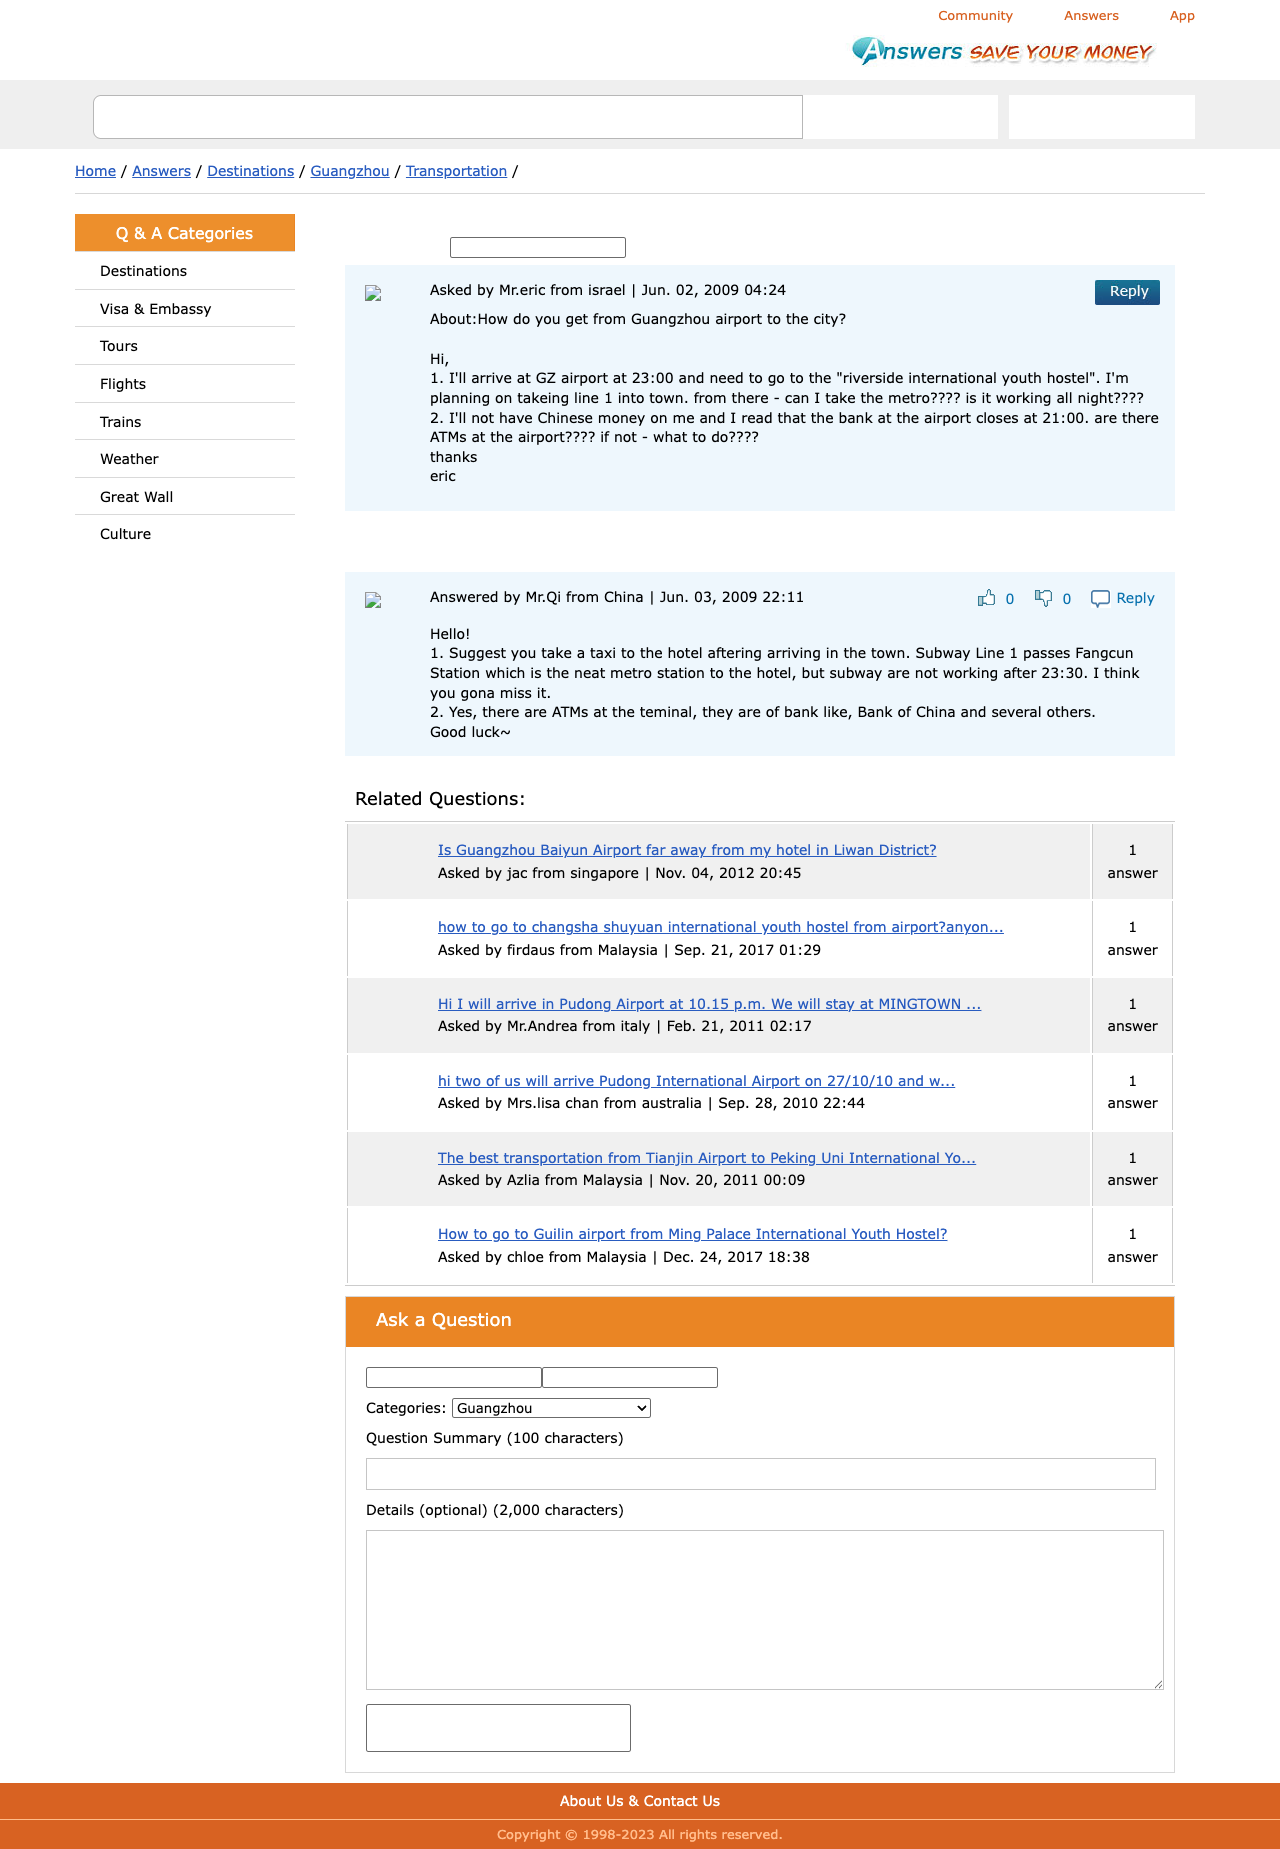 Community Answers App
Answers SAVE YOUR MONEY
Home / Answers / Destinations / Guangzhou / Transportation /
Q & A Categories
Destinations
Visa & Embassy
Tours
Flights
Trains
Weather
Great Wall
Culture
Asked by Mr.eric from israel | Jun. 02, 2009 04:24
Reply
About:How do you get from Guangzhou airport to the city?
Hi,
1. I'll arrive at GZ airport at 23:00 and need to go to the "riverside international youth hostel". I'm
planning on takeing line 1 into town. from there - can I take the metro???? is it working all night????
2. I'll not have Chinese money on me and I read that the bank at the airport closes at 21:00. are there
ATMs at the airport???? if not - what to do????
thanks
eric
Answered by Mr.Qi from China | Jun. 03, 2009 22:11
0 0 Reply
Hello!
1. Suggest you take a taxi to the hotel aftering arriving in the town. Subway Line 1 passes Fangcun
Station which is the neat metro station to the hotel, but subway are not working after 23:30. I think
you gona miss it.
2. Yes, there are ATMs at the teminal, they are of bank like, Bank of China and several others.
Good luck~
Related Questions:
Is Guangzhou Baiyun Airport far away from my hotel in Liwan District?
Asked by jac from singapore | Nov. 04, 2012 20:45
1
answer
how to go to changsha shuyuan international youth hostel from airport?anyon...
Asked by firdaus from Malaysia | Sep. 21, 2017 01:29
1
answer
Hi I will arrive in Pudong Airport at 10.15 p.m. We will stay at MINGTOWN ...
Asked by Mr.Andrea from italy | Feb. 21, 2011 02:17
1
answer
hi two of us will arrive Pudong International Airport on 27/10/10 and w...
Asked by Mrs.lisa chan from australia | Sep. 28, 2010 22:44
1
answer
The best transportation from Tianjin Airport to Peking Uni International Yo...
Asked by Azlia from Malaysia | Nov. 20, 2011 00:09
1
answer
How to go to Guilin airport from Ming Palace International Youth Hostel?
Asked by chloe from Malaysia | Dec. 24, 2017 18:38
1
answer
Ask a Question
Categories: Guangzhou
Question Summary (100 characters)
Details (optional) (2,000 characters)
About Us & Contact Us
Copyright © 1998-2023 All rights reserved.